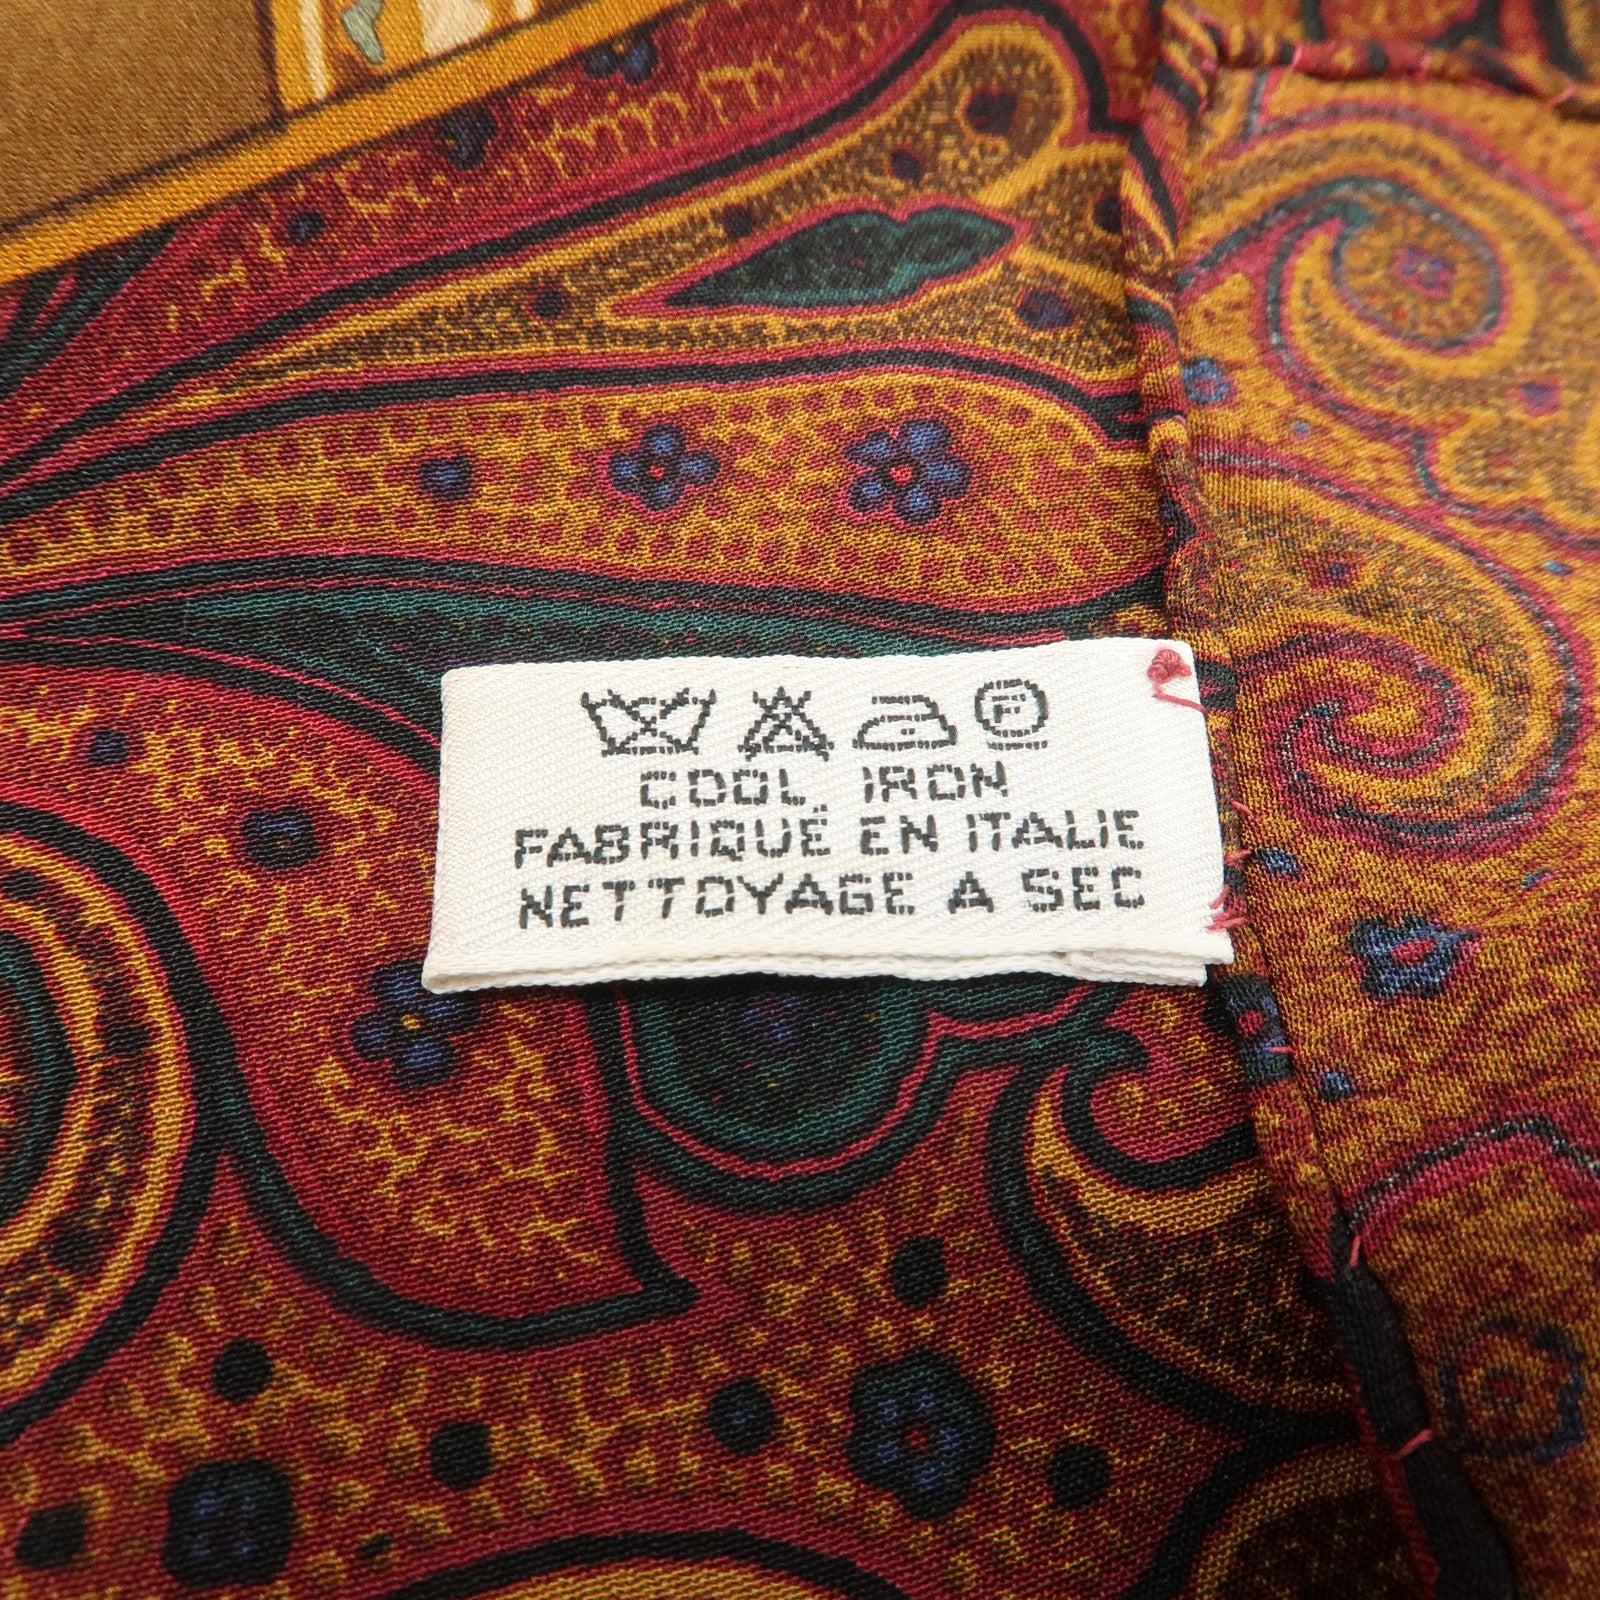 F
COOL IRON
FABRIQUÉ EN ITALIE
NETTOYAGE A SEC